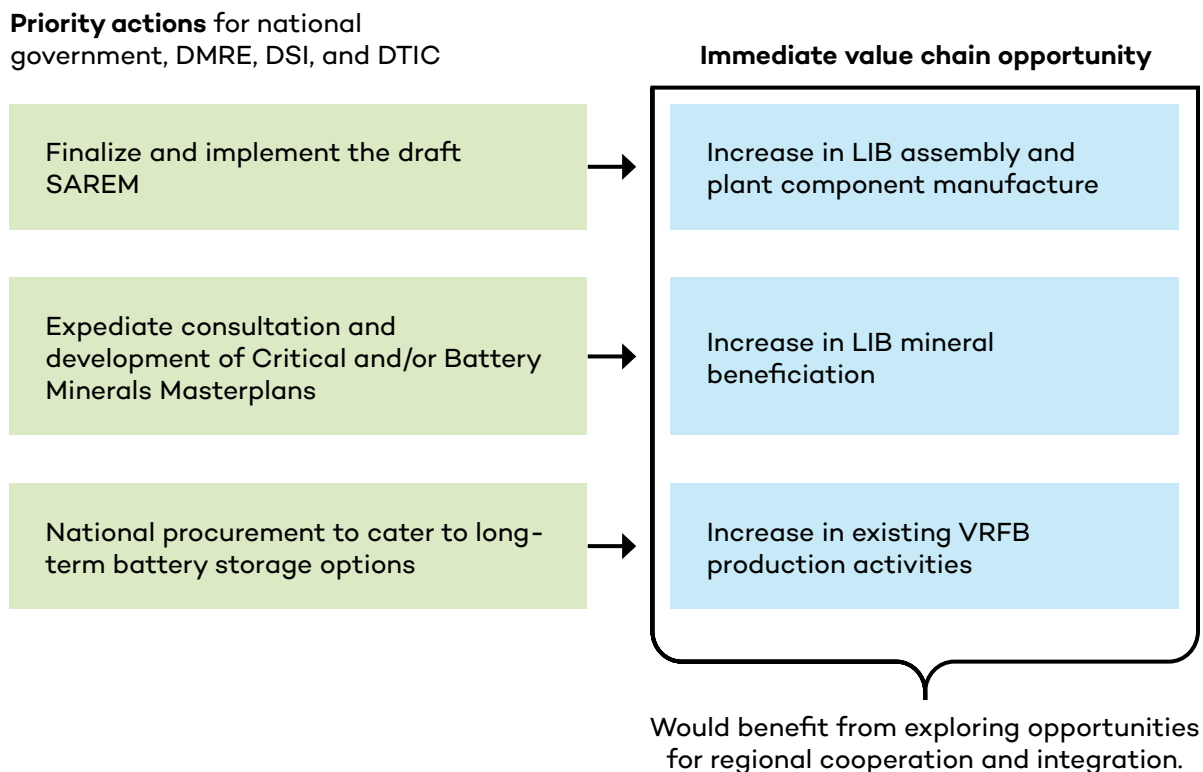 Priority actions for national
government, DMRE, DSI, and DTIC
Immediate value chain opportunity
Finalize and implement the draft
SAREM
Increase in LIB assembly and
plant component manufacture
Expediate consultation and
development of Critical and/or Battery
Minerals Masterplans
Increase in LIB mineral
beneficiation
National procurement to cater to long-
term battery storage options
Increase in existing VRFB
production activities
Would benefit from exploring opportunities
for regional cooperation and integration.